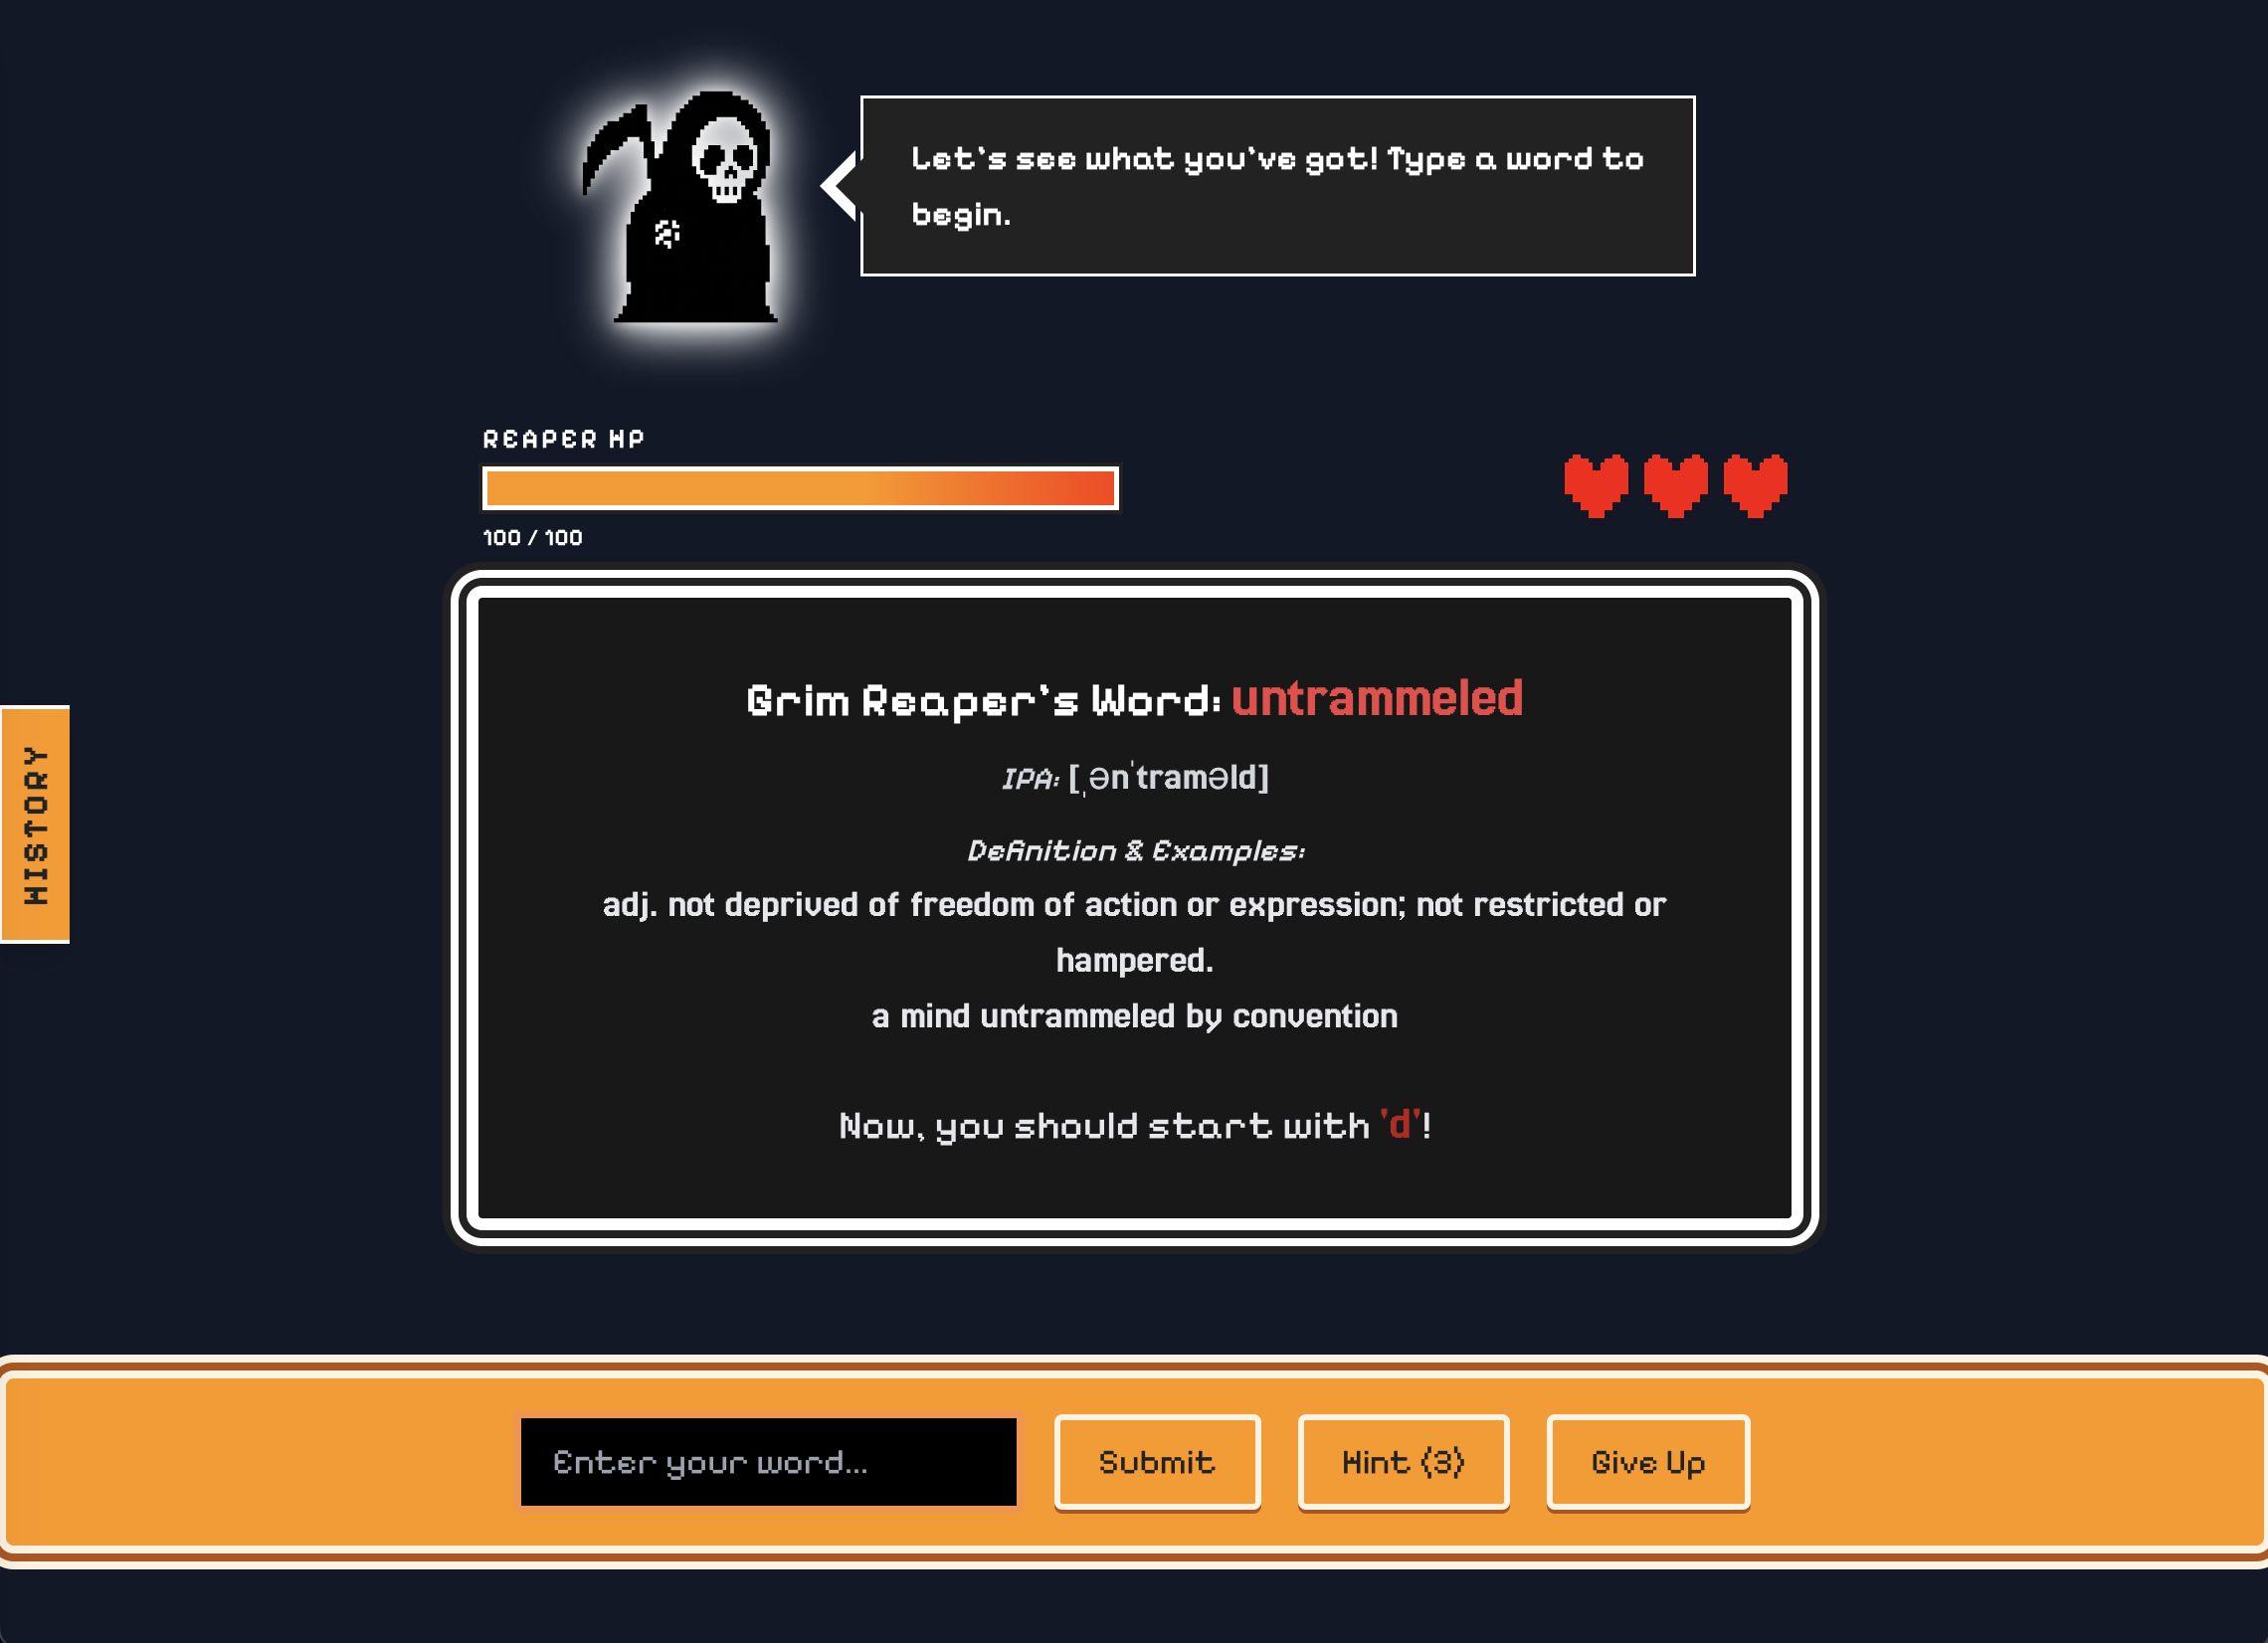 Let's see what you've got! Type a word to
begin.
REAPER HP
100 / 100
HISTORY
Grim Reaper's Word: untrammeled
IPA: [ˌənˈtraməld]
Definition & Examples:
adj. not deprived of freedom of action or expression; not restricted or
hampered.
a mind untrammeled by convention
Now, you should start with 'd'!
Enter your word...
Submit
Hint (3)
Give Up